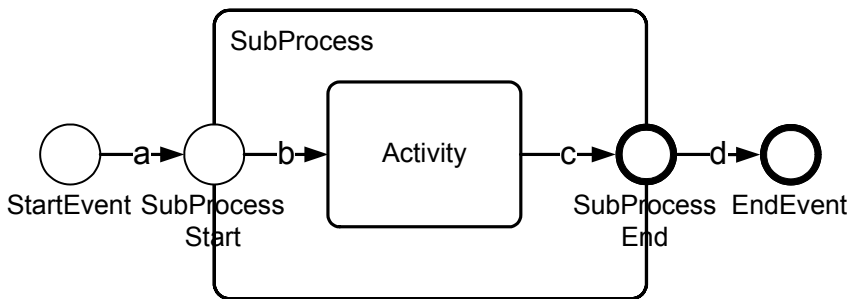 SubProcess
a
b
Activity
c
d
StartEvent
SubProcess
Start
SubProcess
End
EndEvent